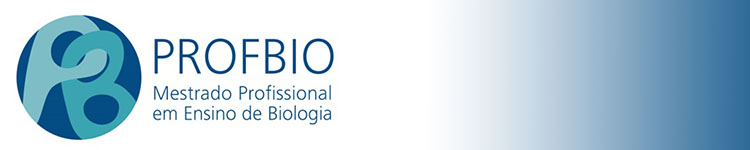 PROFBIO
Mestrado Profissional
em Ensino de Biologia